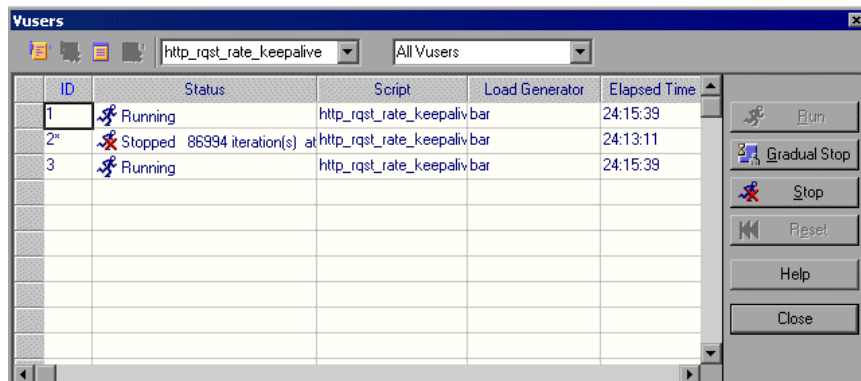 Vusers
http_rqst_rate_keepalive All Vusers
ID Status Script Load Generator Elapsed Time
1 Running http_rqst_rate_keepaliv bar 24:15:39
2* Stopped 86994 iteration(s) at http_rqst_rate_keepaliv bar 24:13:11
3 Running http_rqst_rate_keepaliv bar 24:15:39
Run
Gradual Stop
Stop
Reset
Help
Close